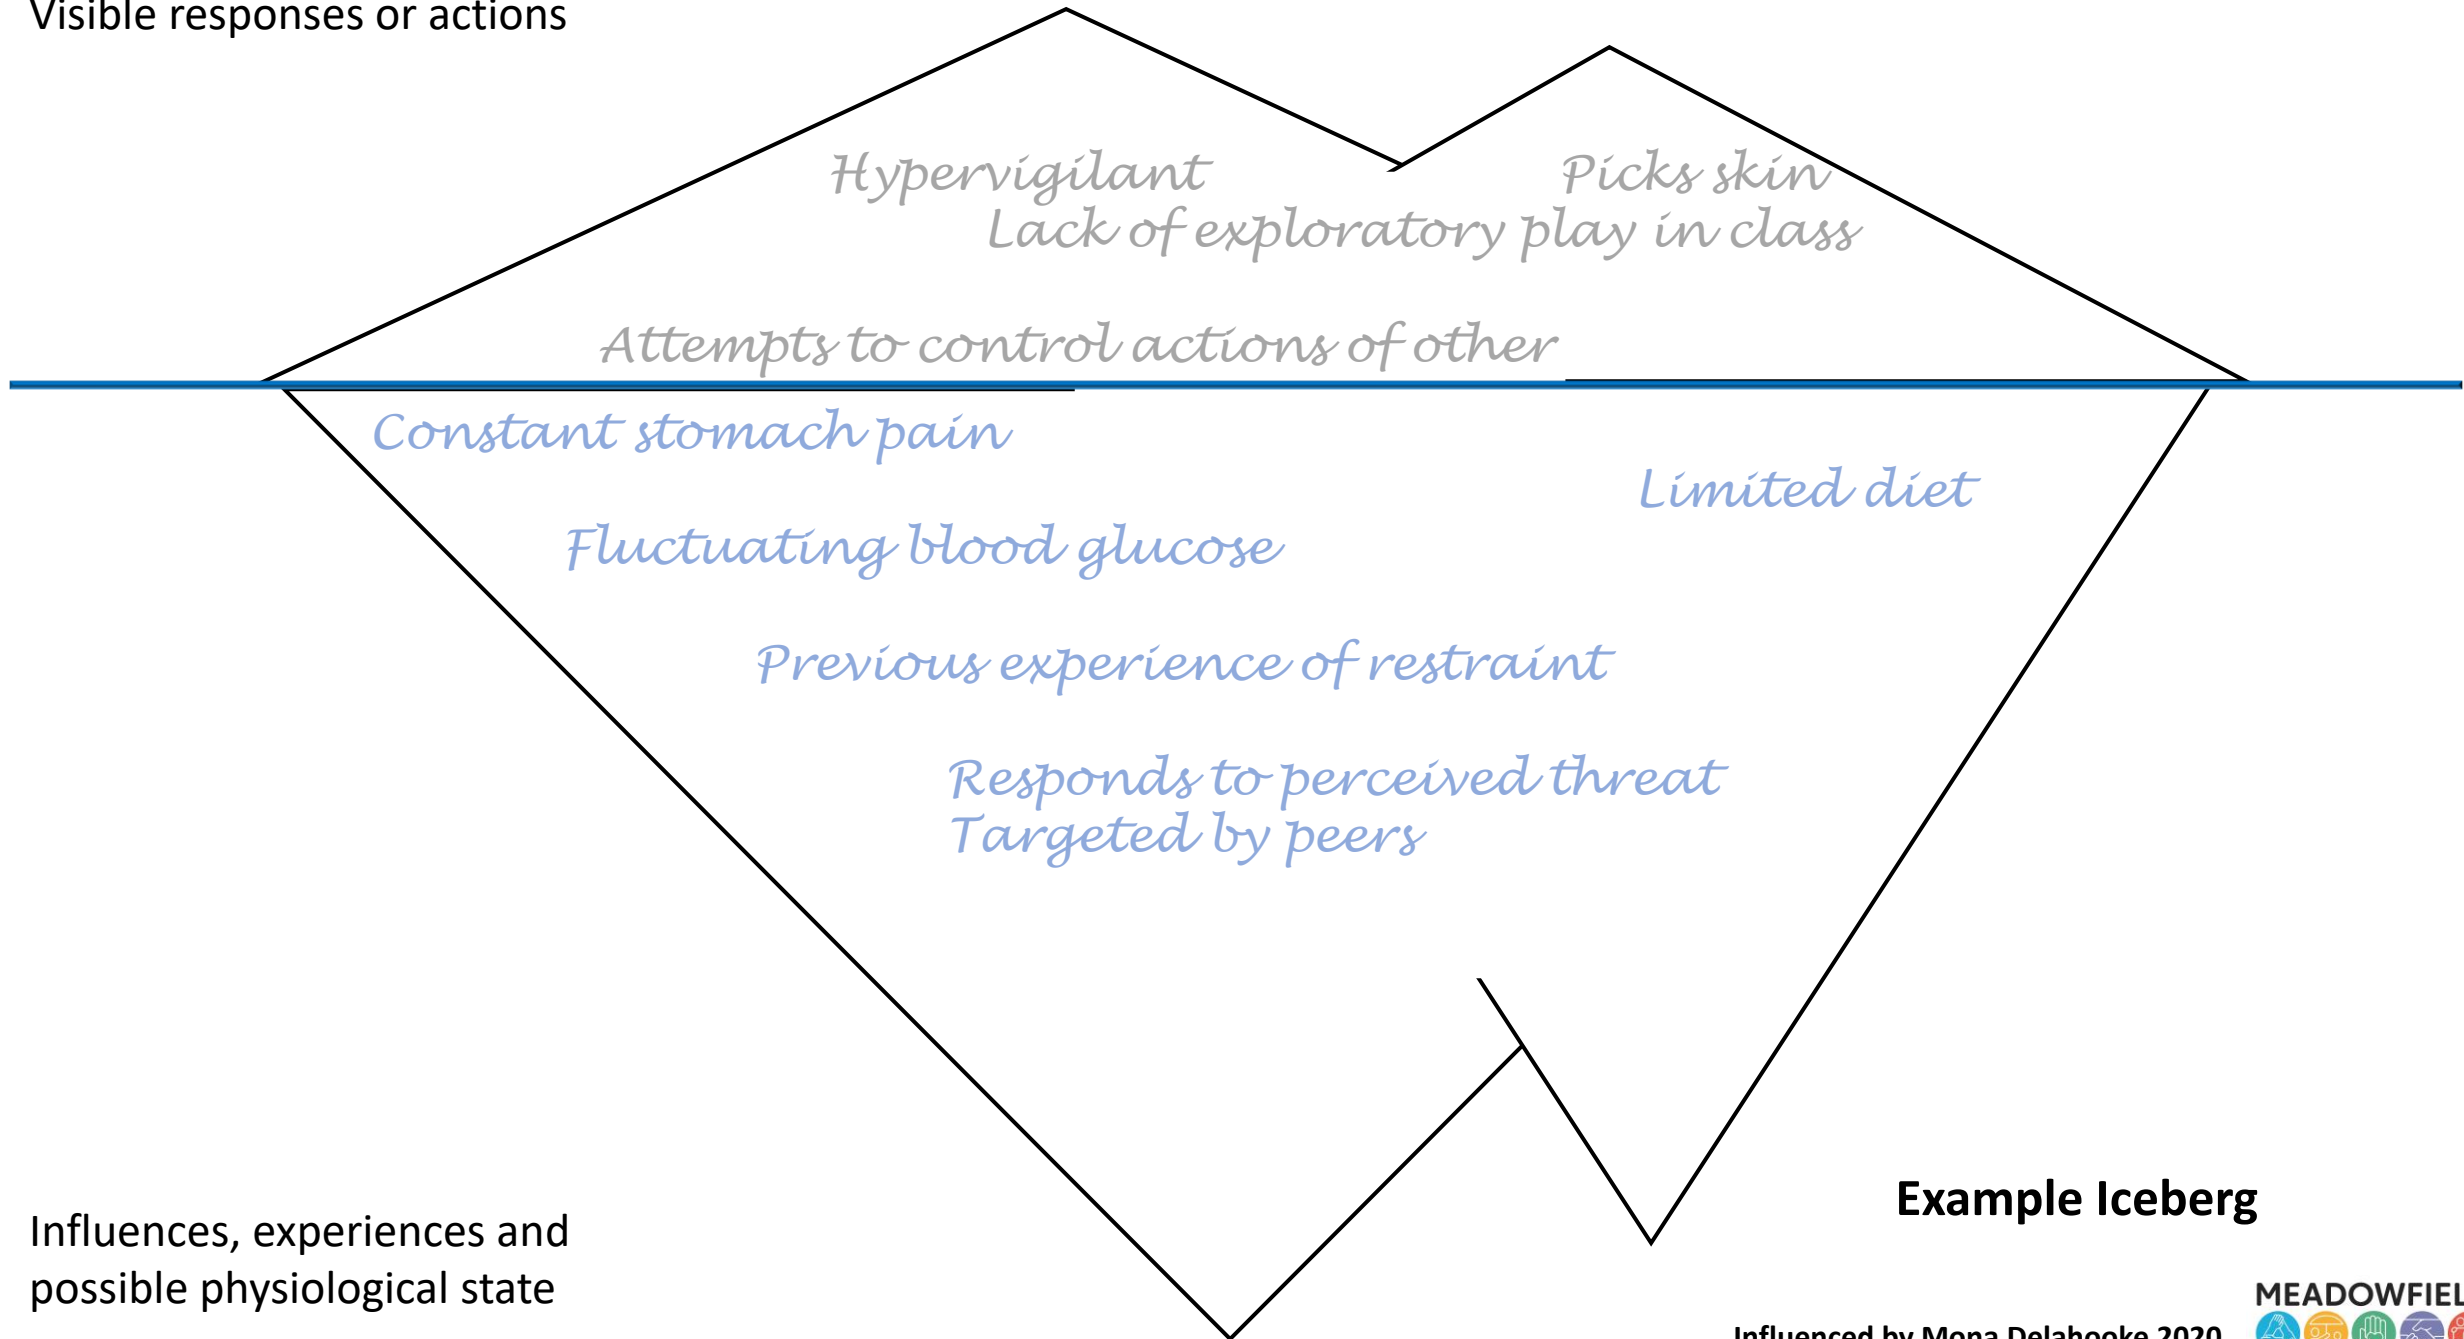 Visible responses or actions
Hypervigilant Picks skin
Lack of exploratory play in class
Attempts to control actions of other
Constant stomach pain
Limited diet
Fluctuating blood glucose
Previous experience of restraint
Responds to perceived threat
Targeted by peers
Example Iceberg
Influences, experiences and
possible physiological state
MEADOWFIEL
Influenced by Mona Delahooke 2020